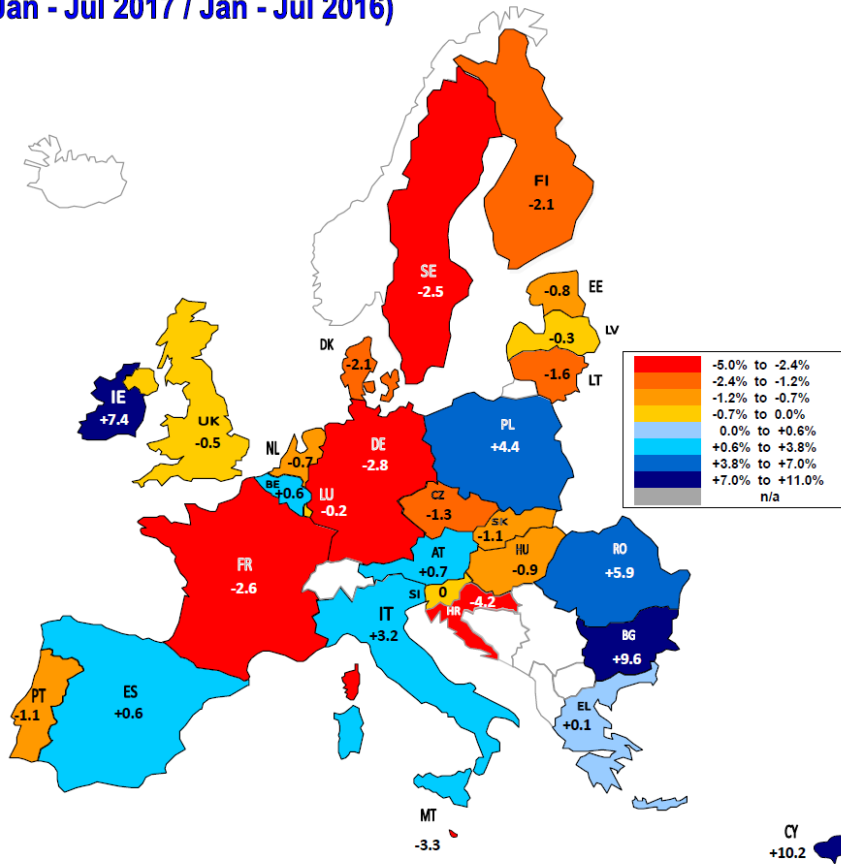 Jan - Jul 2017 / Jan - Jul 2016)
FI
-2.1
SE
-2.5
-0.8
EE
-0.3
LV
-1.6
LT
DK
-2.1
IE
+7.4
UK
-0.5
NL
-0.7
BE
+0.6
LU
-0.2
DE
-2.8
PL
+4.4
CZ
-1.3
SK
-1.1
AT
+0.7
HU
-0.9
RO
+5.9
FR
-2.6
SI
0
HR
-4.2
IT
+3.2
BG
+9.6
PT
-1.1
ES
+0.6
EL
+0.1
MT
-3.3
CY
+10.2
-5.0% to -2.4%
-2.4% to -1.2%
-1.2% to -0.7%
-0.7% to 0.0%
0.0% to +0.6%
+0.6% to +3.8%
+3.8% to +7.0%
+7.0% to +11.0%
n/a